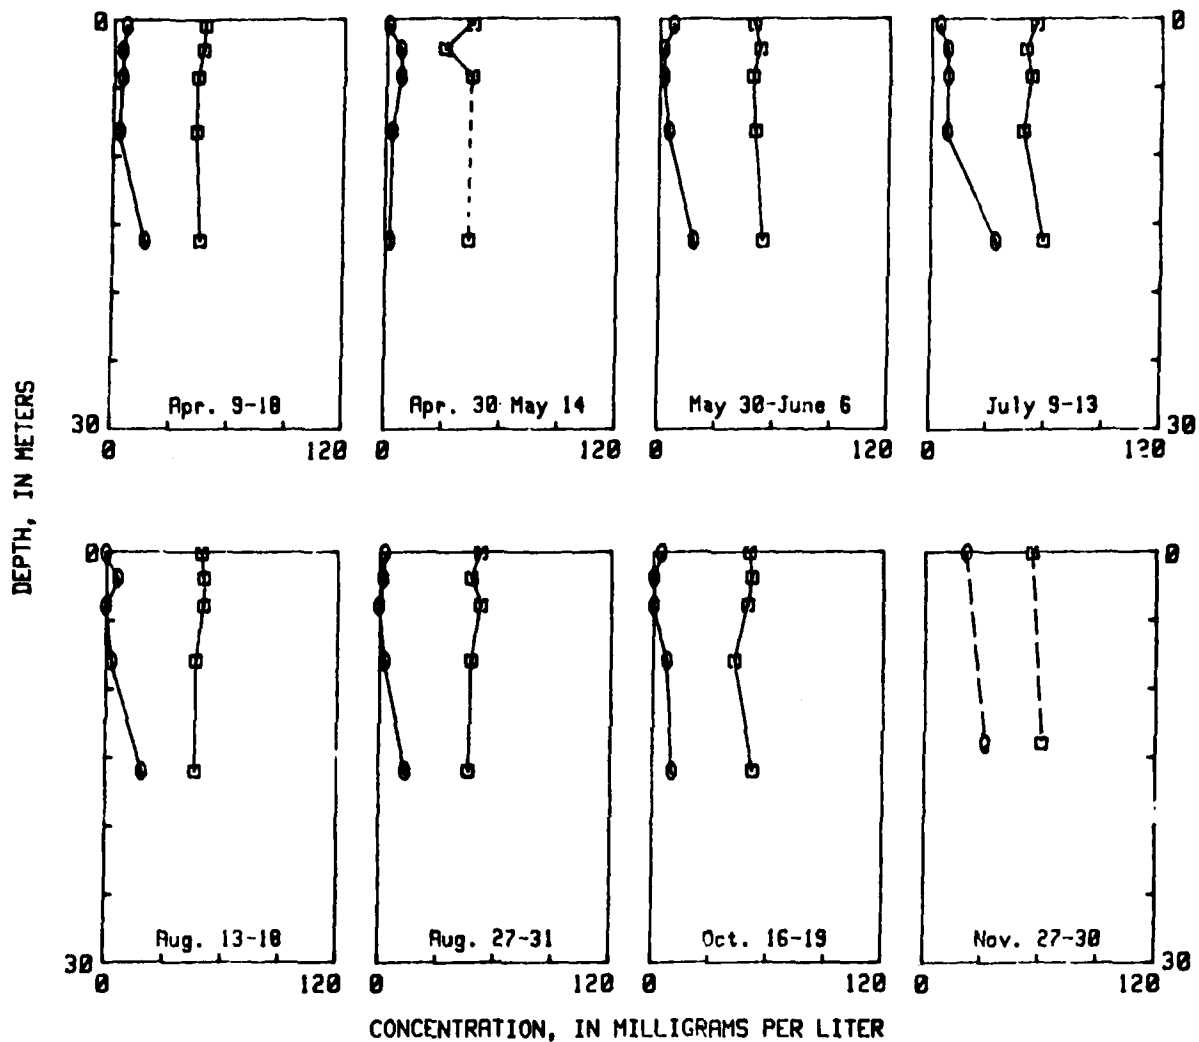 0
0
DEPTH, IN METERS
Apr. 9-18
Apr. 30-May 14
May 30-June 6
July 9-13
30
30
0 120 0 120 0 120 0 120
0
0
Aug. 13-18
Aug. 27-31
Oct. 16-19
Nov. 27-30
30
30
0 120 0 120 0 120 0 120
CONCENTRATION, IN MILLIGRAMS PER LITER